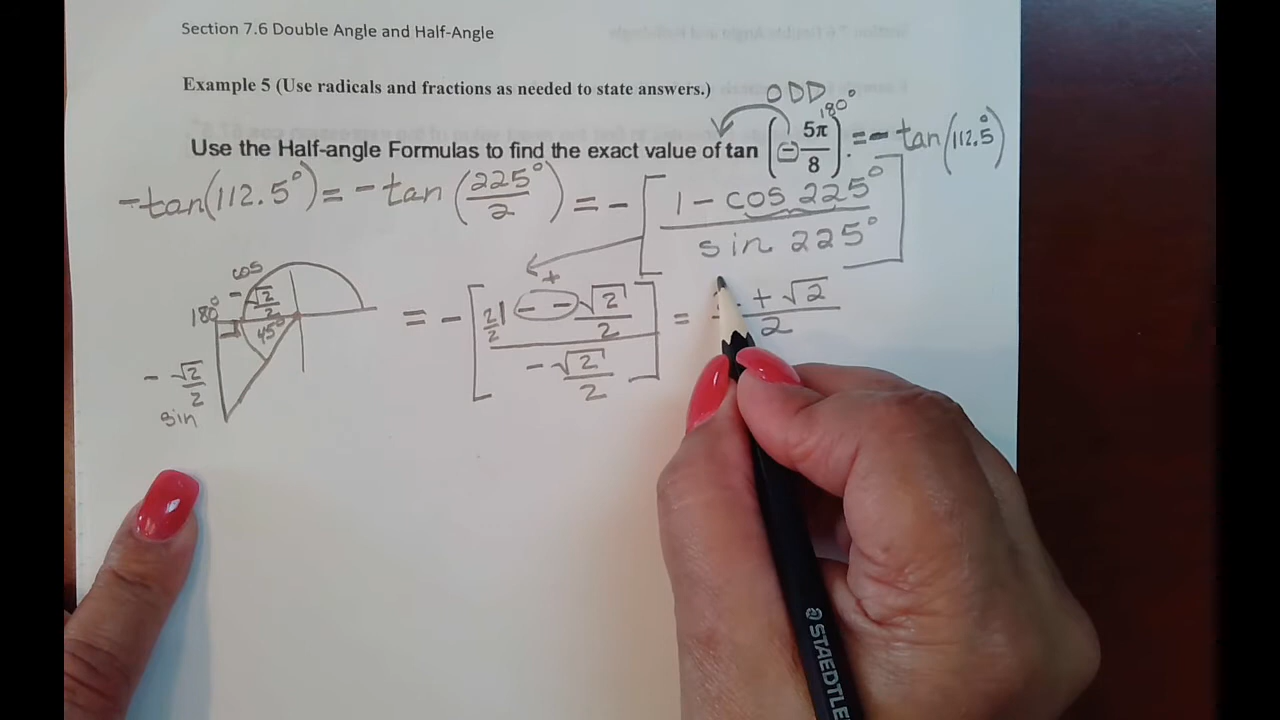 Section 7.6 Double Angle and Half-Angle
Example 5 (Use radicals and fractions as needed to state answers.)
ODD
180°
Use the Half-angle Formulas to find the exact value of tan (− 5π/8). = −tan(112.5°)
−tan(112.5°) = −tan(225°/2) = −[(1 − cos 225°)/(sin 225°)]
cos
+
180° −√2/2
45°
= −[(2/2 1 − −√2/2)/(−√2/2)] = + √2
2
−√2/2
sin
STAEDTLE